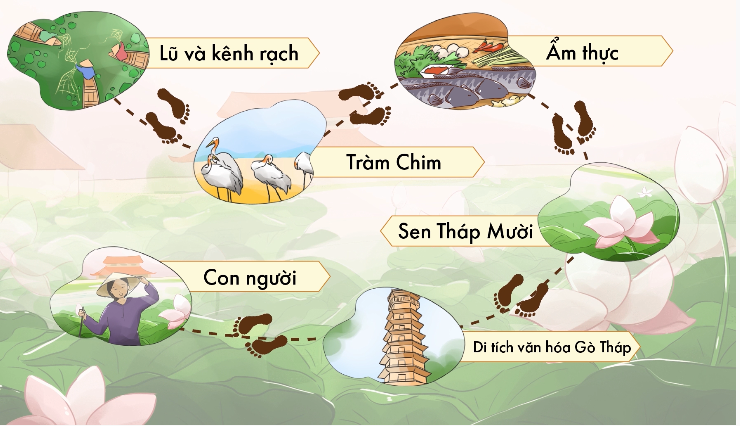 Lũ và kênh rạch
Ẩm thực
Tràm Chim
Sen Tháp Mười
Con người
Di tích văn hóa Gò Tháp